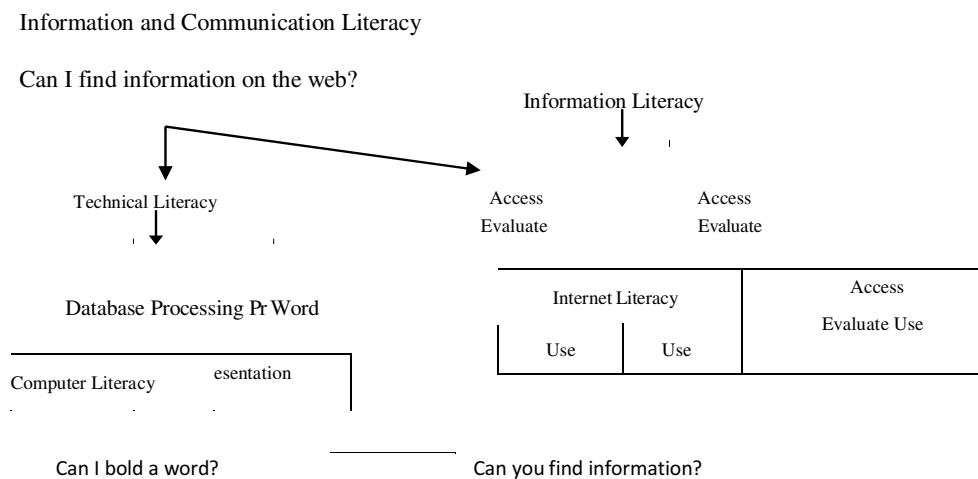 Information and Communication Literacy
Can I find information on the web?
Information Literacy
Technical Literacy
Access
Evaluate
Access
Evaluate
Database Processing Pr Word
Internet Literacy
Use
Use
Access
Evaluate Use
Computer Literacy
esentation
Can I bold a word?
Can you find information?